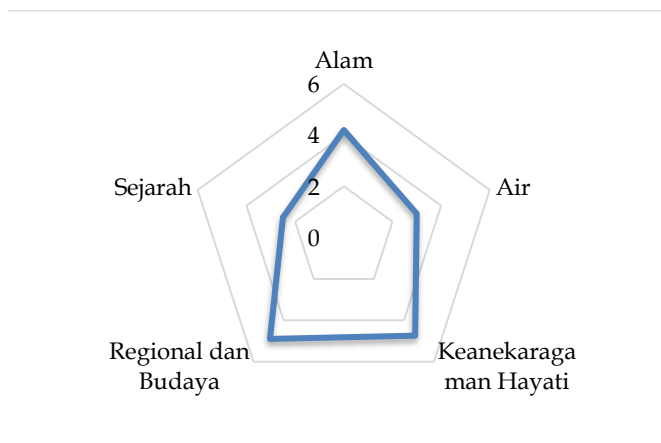 Alam
6
4
Sejarah
2
Air
0
Regional dan
Budaya
Keanekaraga
man Hayati